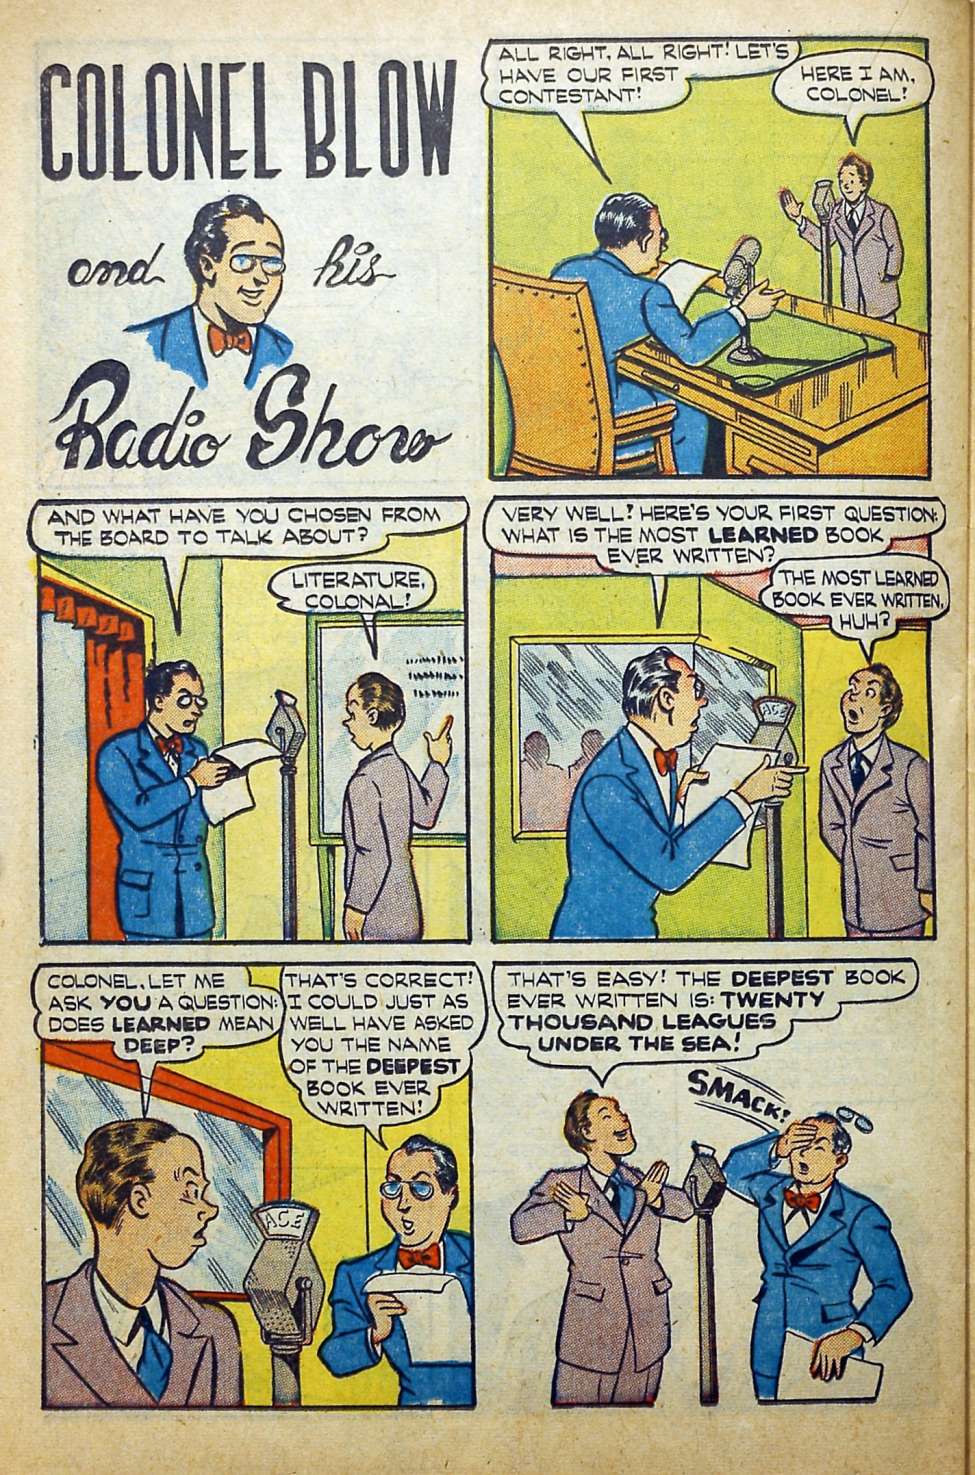 COLONEL BLOW
and his
Radio Show
ALL RIGHT, ALL RIGHT! LET'S
HAVE OUR FIRST
CONTESTANT!
HERE I AM,
COLONEL!
AND WHAT HAVE YOU CHOSEN FROM
THE BOARD TO TALK ABOUT?
LITERATURE,
COLONAL!
VERY WELL! HERE'S YOUR FIRST QUESTION:
WHAT IS THE MOST LEARNED BOOK
EVER WRITTEN?
THE MOST LEARNED
BOOK EVER WRITTEN,
HUH?
ACE
COLONEL, LET ME
ASK YOU A QUESTION:
DOES LEARNED MEAN
DEEP?
THAT'S CORRECT!
I COULD JUST AS
WELL HAVE ASKED
YOU THE NAME
OF THE DEEPEST
BOOK EVER
WRITTEN!
ACE
THAT'S EASY! THE DEEPEST BOOK
EVER WRITTEN IS: TWENTY
THOUSAND LEAGUES
UNDER THE SEA!
SMACK!